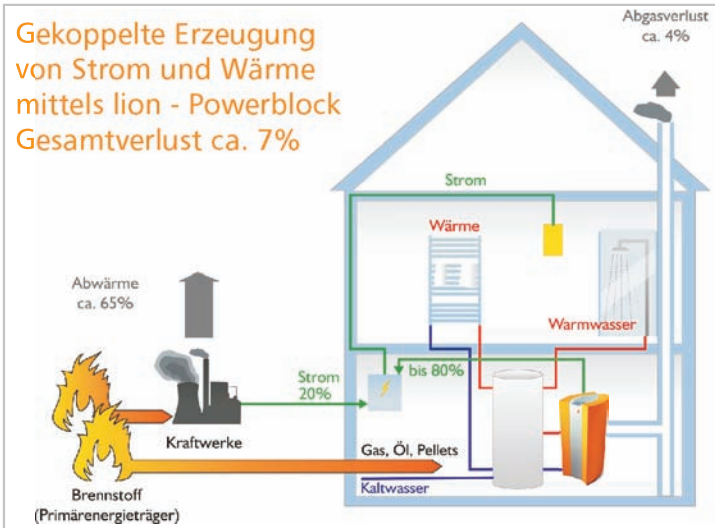 Gekoppelte Erzeugung
von Strom und Wärme
mittels lion - Powerblock
Gesamtverlust ca. 7%
Abgasverlust
ca. 4%
Strom
Wärme
Abwärme
ca. 65%
Warmwasser
Strom
20%
bis 80%
Kraftwerke
Gas, Öl, Pellets
Kaltwasser
Brennstoff
(Primärenergieträger)